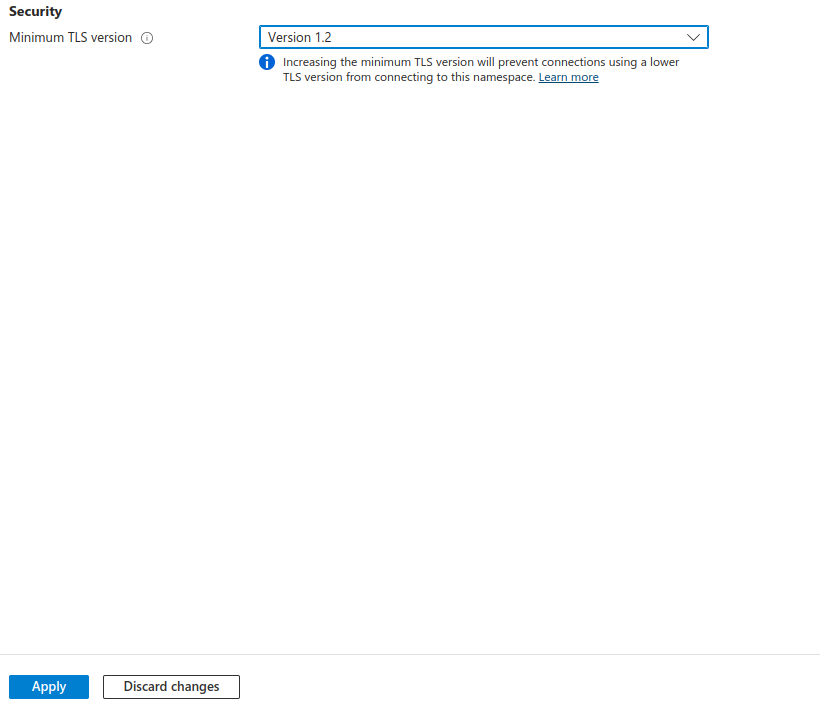 Security
Minimum TLS version
Version 1.2
Increasing the minimum TLS version will prevent connections using a lower
TLS version from connecting to this namespace. Learn more
Apply
Discard changes